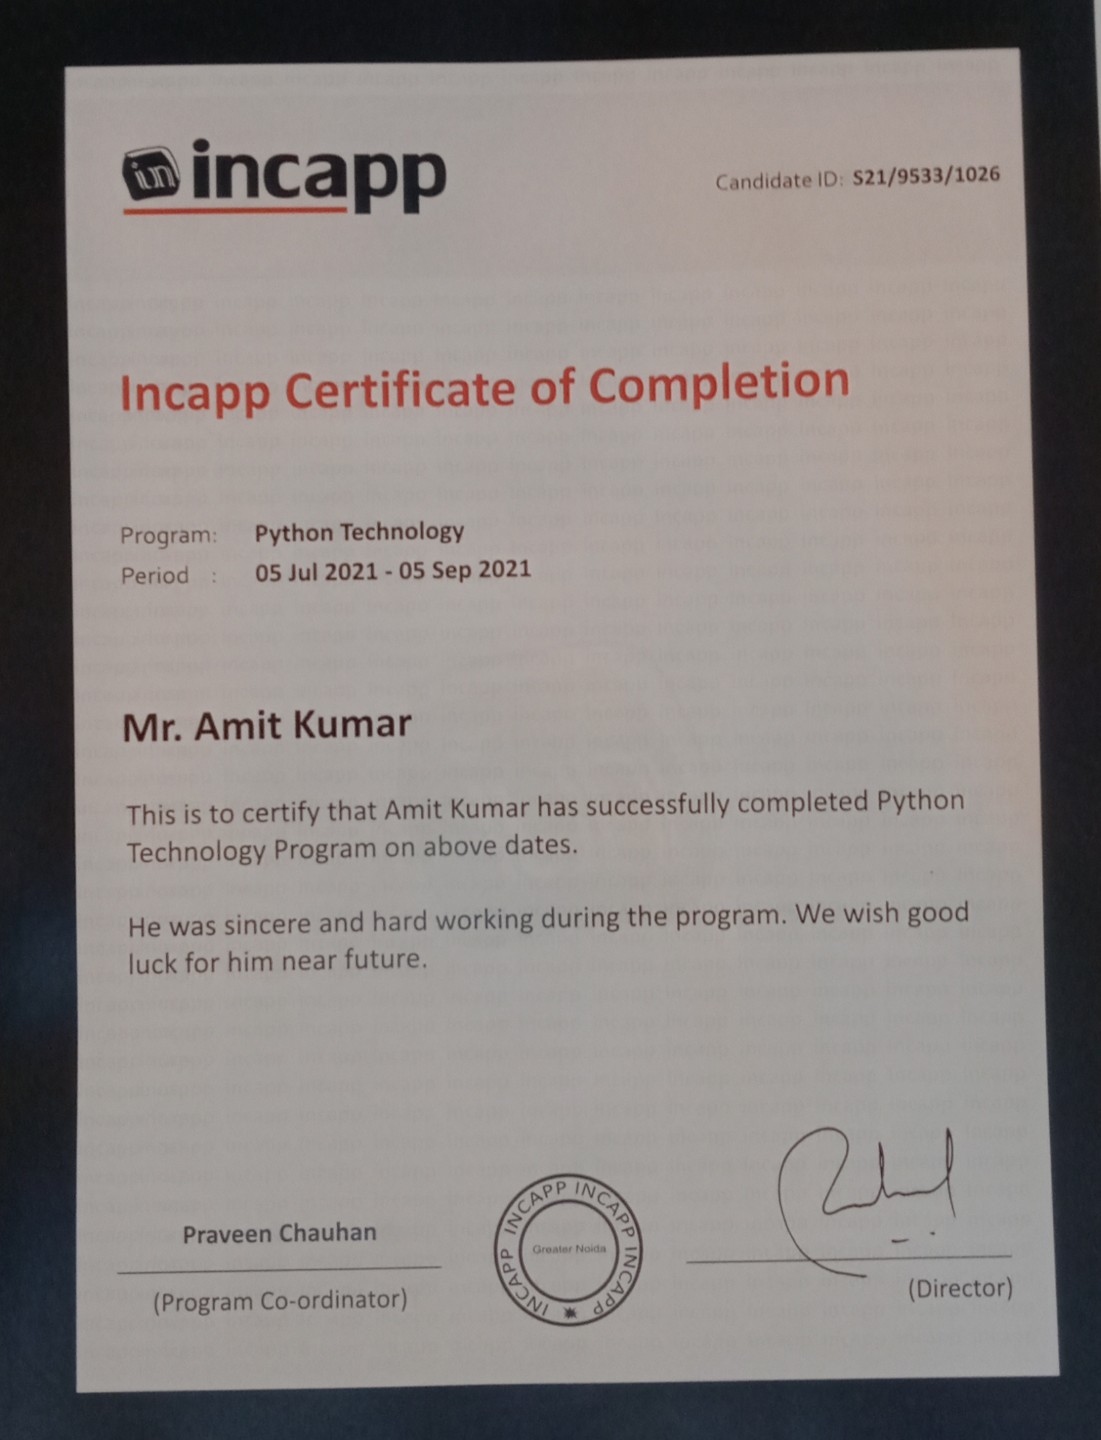 in incapp
Candidate ID: S21/9533/1026
Incapp Certificate of Completion
Program: Python Technology
Period : 05 Jul 2021 - 05 Sep 2021
Mr. Amit Kumar
This is to certify that Amit Kumar has successfully completed Python
Technology Program on above dates.
He was sincere and hard working during the program. We wish good
luck for him near future.
Praveen Chauhan
(Program Co-ordinator)
INCAPP INCAPP INCAPP INCAPP
Greater Noida
(Director)